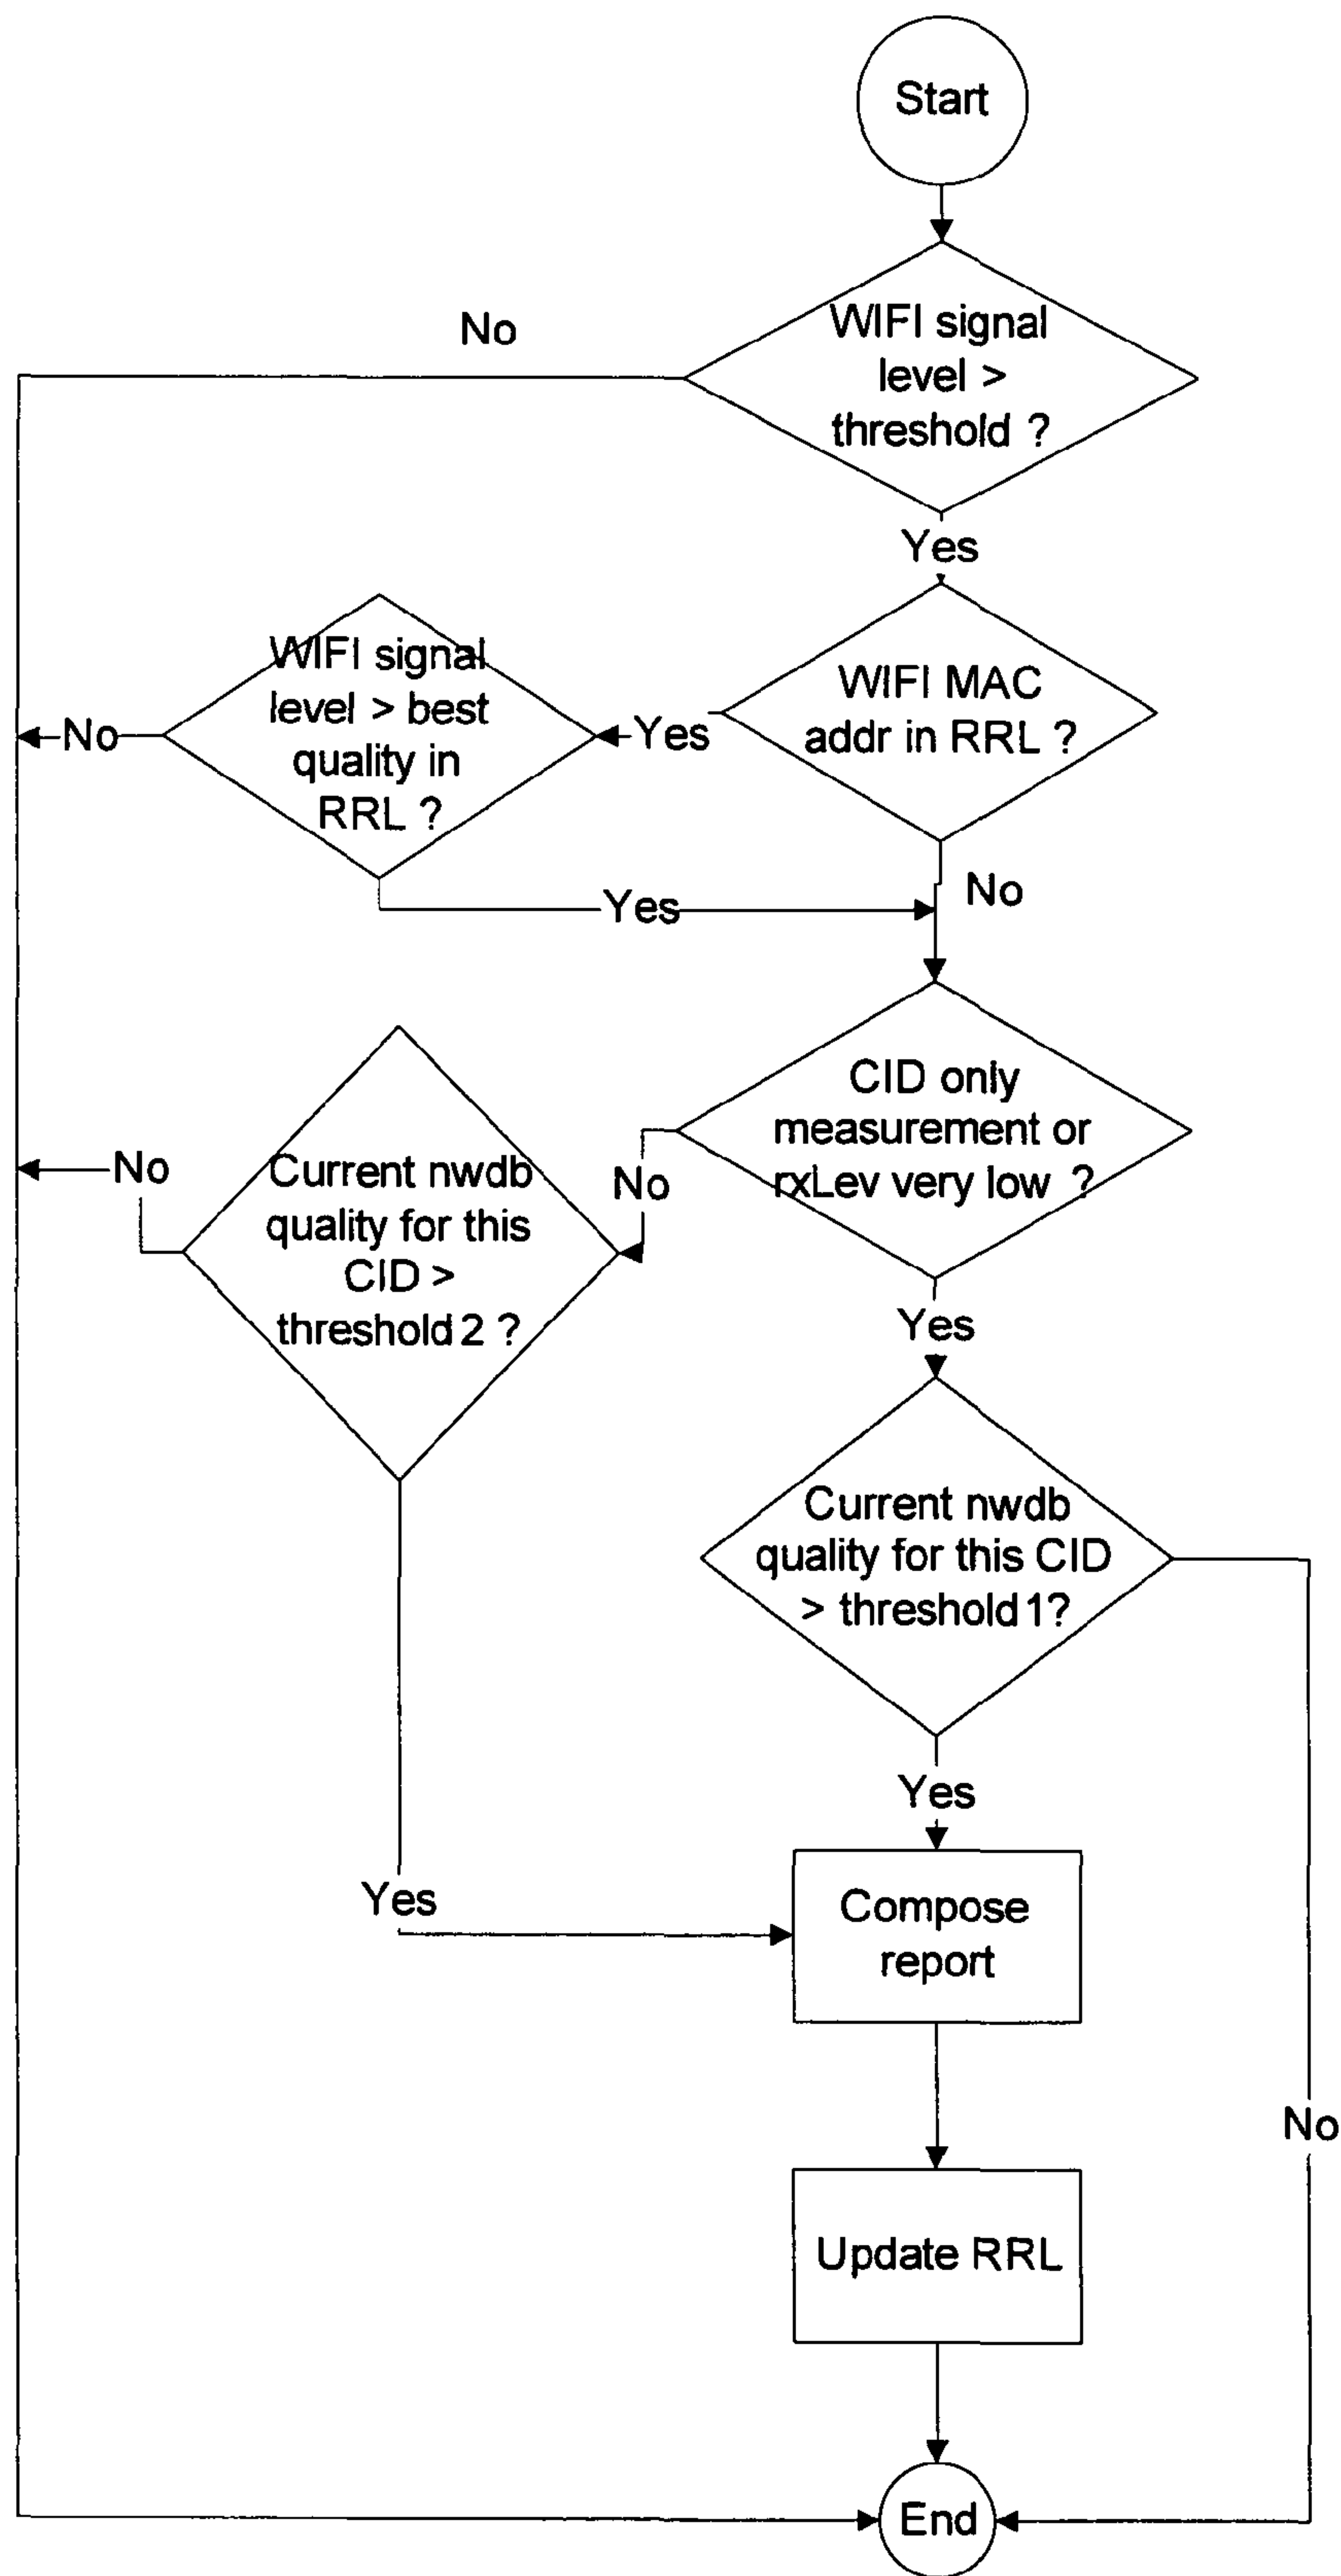 Start
No
WIFI signal
level >
threshold ?
Yes
WIFI signal
level > best
quality in
RRL ?
WIFI MAC
addr in RRL ?
No
Yes
Yes
No
CID only
measurement or
rxLev very low ?
No
Current nwdb
quality for this
CID >
threshold 2 ?
No
Yes
Current nwdb
quality for this CID
> threshold 1?
Yes
Yes
Compose
report
No
Update RRL
End